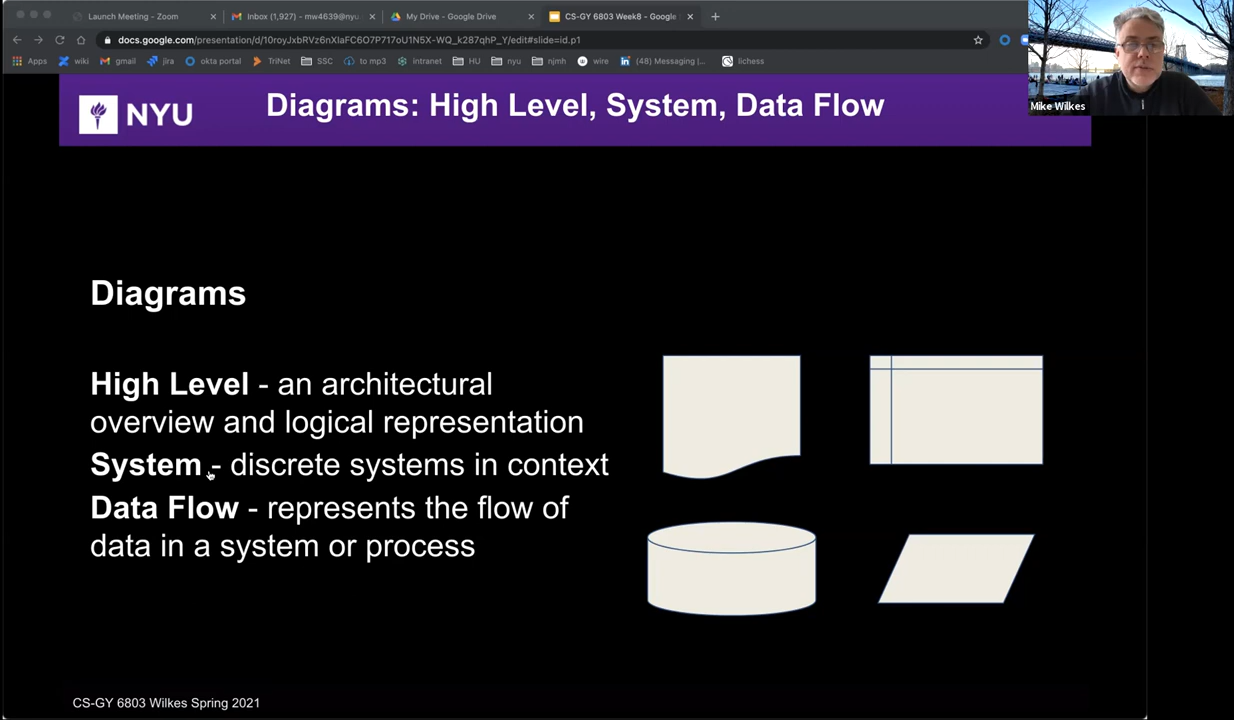 Launch Meeting - Zoom
Inbox (1,927) - mw4639@nyu
My Drive - Google Drive
CS-GY 6803 Week8 - Google
docs.google.com/presentation/d/10royJxbRVz6nXIaFC6O7P717oU1N5X-WQ_k287qhP_Y/edit#slide=id.p1
Apps wiki gmail jira okta portal TriNet SSC to mp3 intranet HU nyu njmh wire (48) Messaging |... lichess
Mike Wilkes
NYU
Diagrams: High Level, System, Data Flow
Diagrams
High Level - an architectural
overview and logical representation
System - discrete systems in context
Data Flow - represents the flow of
data in a system or process
CS-GY 6803 Wilkes Spring 2021